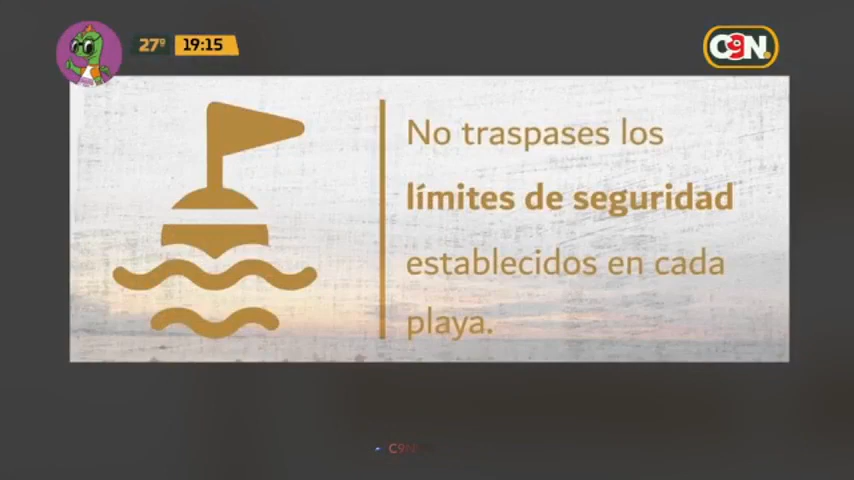 27º 19:15
C9N.
No traspases los
límites de seguridad
establecidos en cada
playa.
C9N